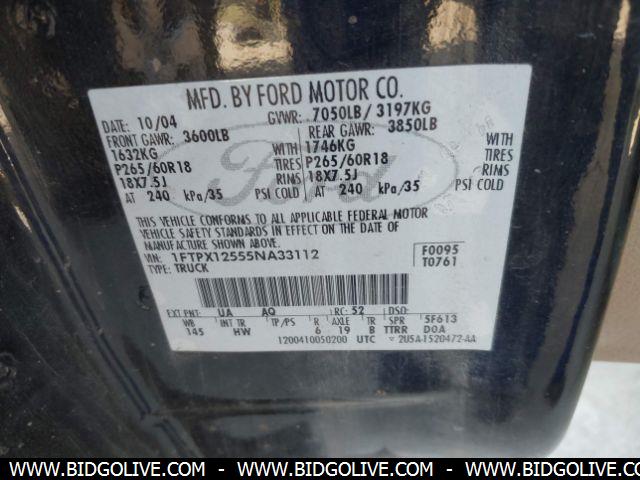 MFD. BY FORD MOTOR CO.
DATE: 10/04 GVWR: 7050LB/ 3197KG
FRONT GAWR: 3600LB REAR GAWR: 3850LB
1632KG WITH 1746KG WITH
P265/60R18 TIRES P265/60R18 TIRES
18X7.5J RIMS 18X7.5J RIMS
AT 240 kPa/35 PSI COLD AT 240 kPa/35 PSI COLD
Ford
THIS VEHICLE CONFORMS TO ALL APPLICABLE FEDERAL MOTOR
VEHICLE SAFETY STANDARDS IN EFFECT ON THE DATE OF
MANUFACTURE SHOWN ABOVE.
VIN: 1FTPX12555NA33112 F0095
TYPE: TRUCK T0761
EXT PNT: UA AQ RC: 52 DSO:
WB INT TR TP/PS R AXLE TR SPR 5F613
145 HW 6 19 B TTRR DOA
1200410050200 UTC 2U5A-1520472-AA
WWW.BIDGOLIVE.COM - WWW.BIDGOLIVE.COM - WWW.BIDGOLIVE.COM